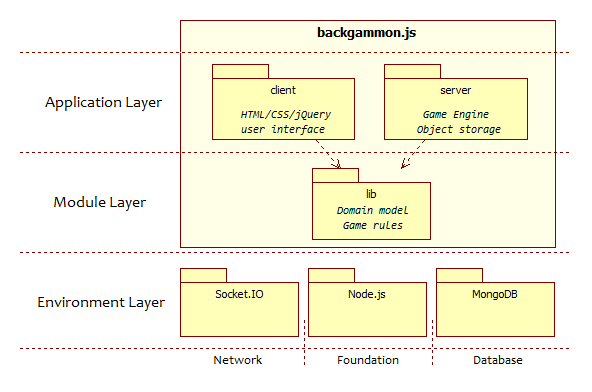 backgammon.js
Application Layer
client
HTML/CSS/jQuery
user interface
server
Game Engine
Object storage
Module Layer
lib
Domain model
Game rules
Environment Layer
Socket.IO
Node.js
MongoDB
Network
Foundation
Database